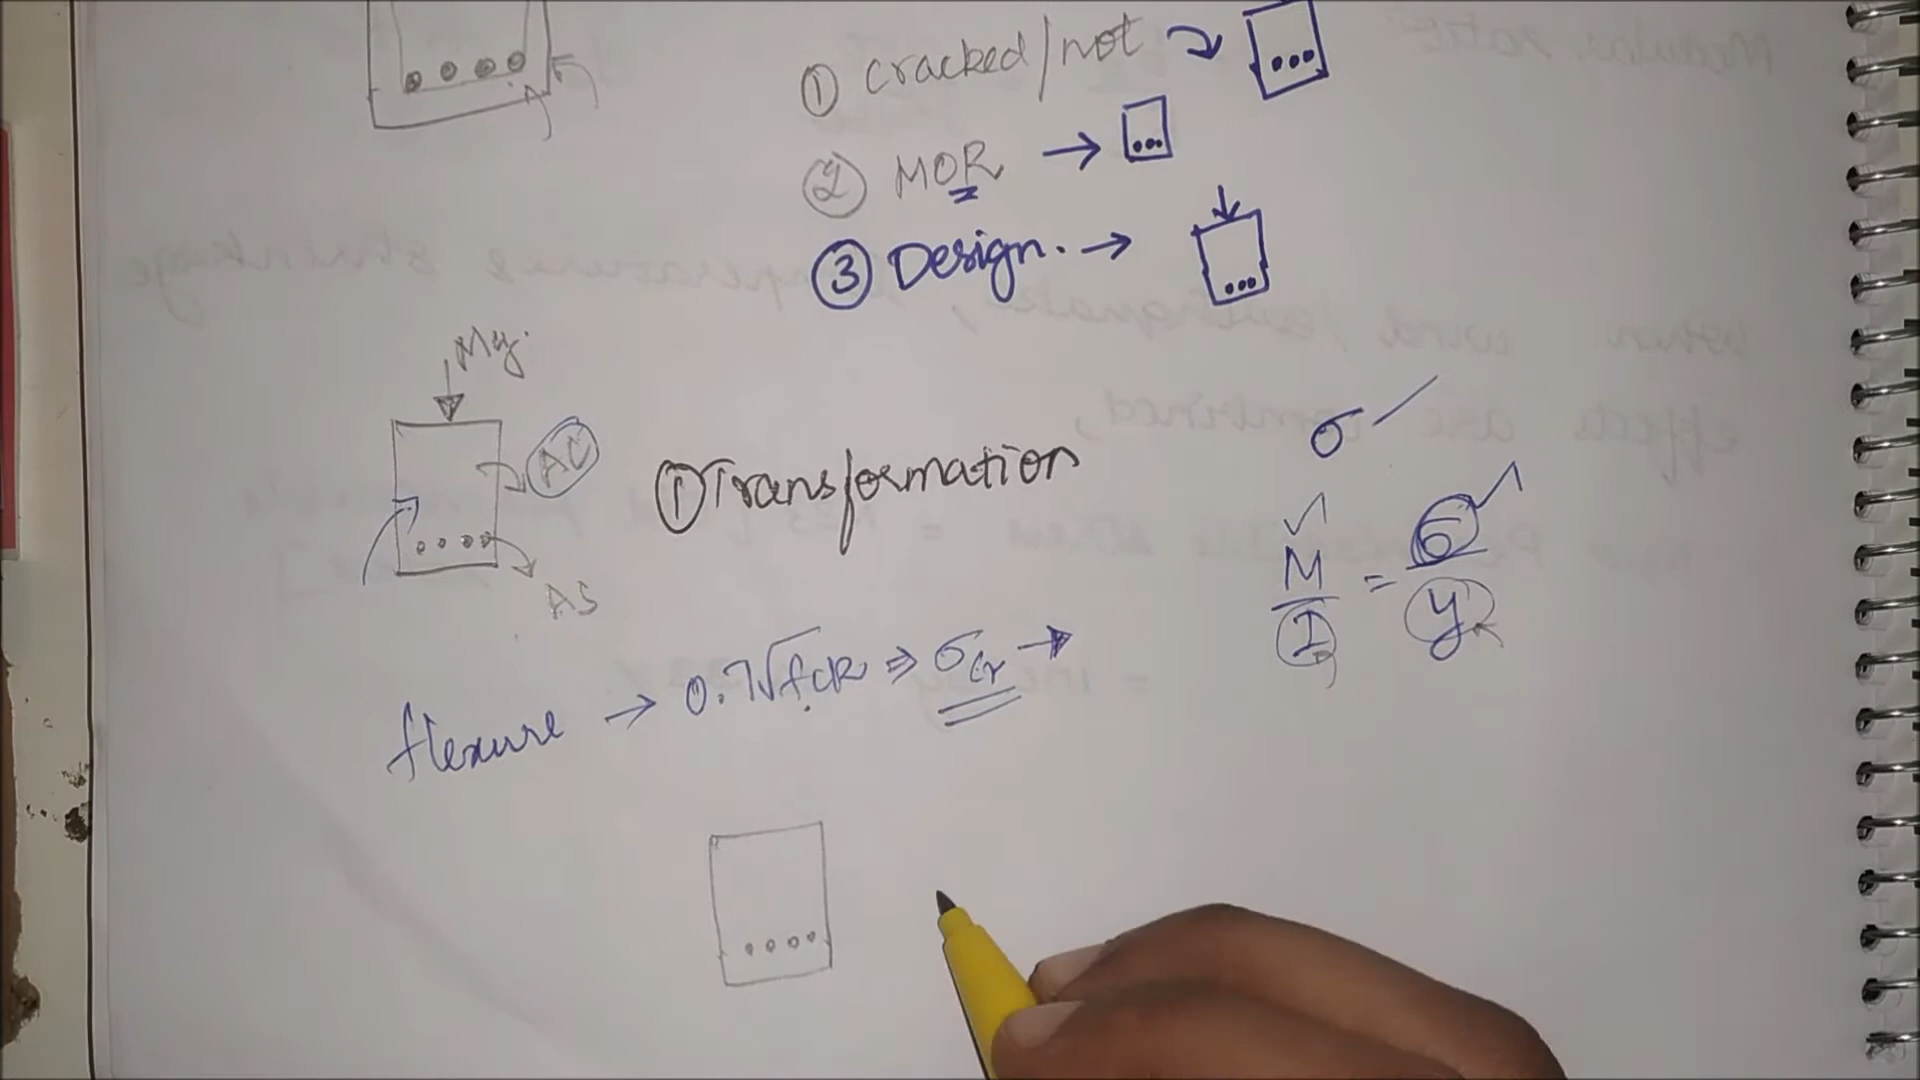 ① cracked/not
② MOR →
③ Design. →
My.
AC
① Transformation
σ
M/I = σ/y
AS
flexure → 0.7√fck ⇒ σcr →